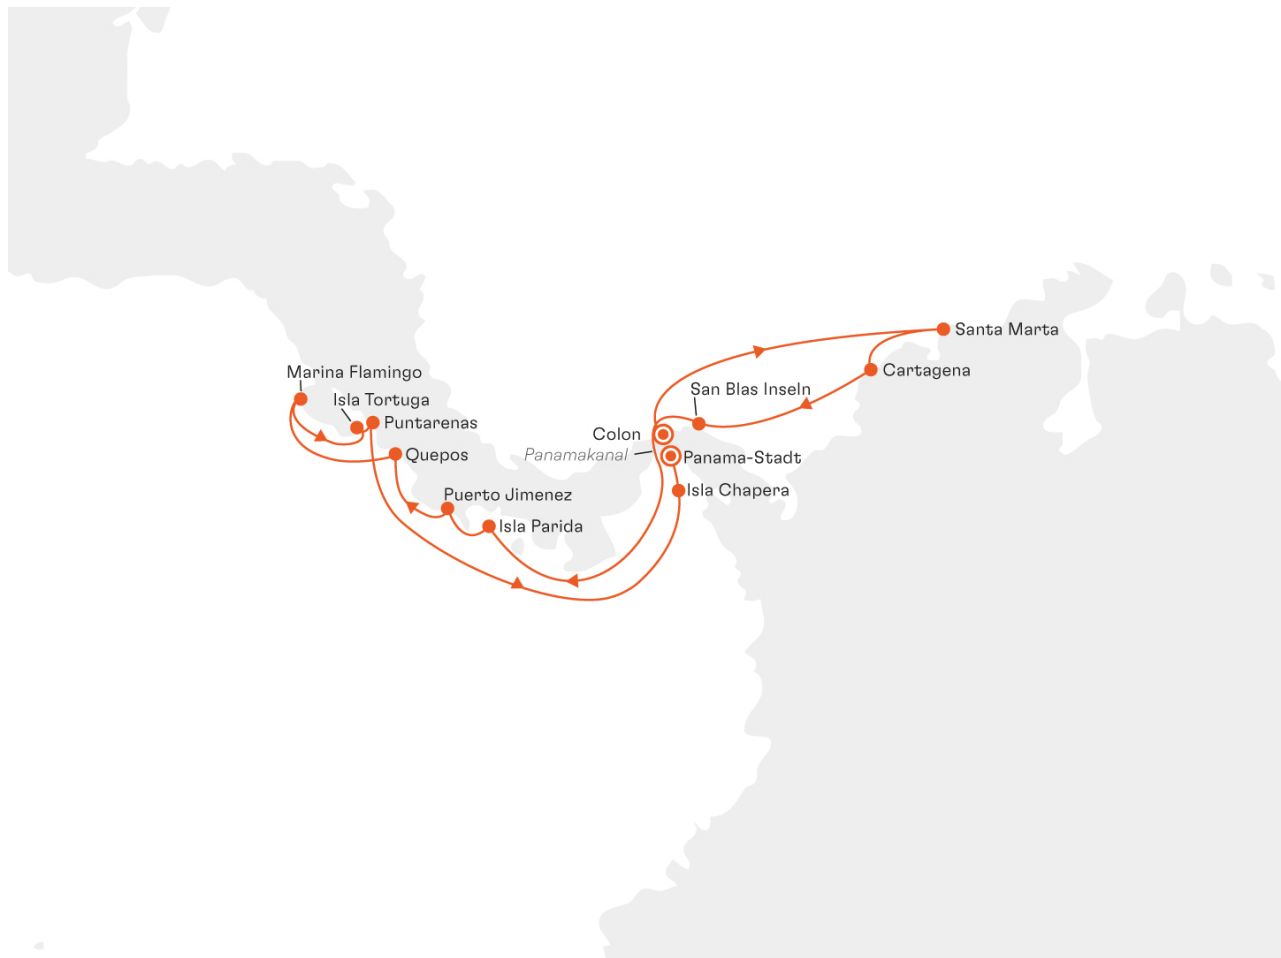 Santa Marta
Marina Flamingo
Cartagena
San Blas Inseln
Isla Tortuga
Puntarenas
Colon
Panamakanal
Quepos
Panama-Stadt
Isla Chapera
Puerto Jimenez
Isla Parida